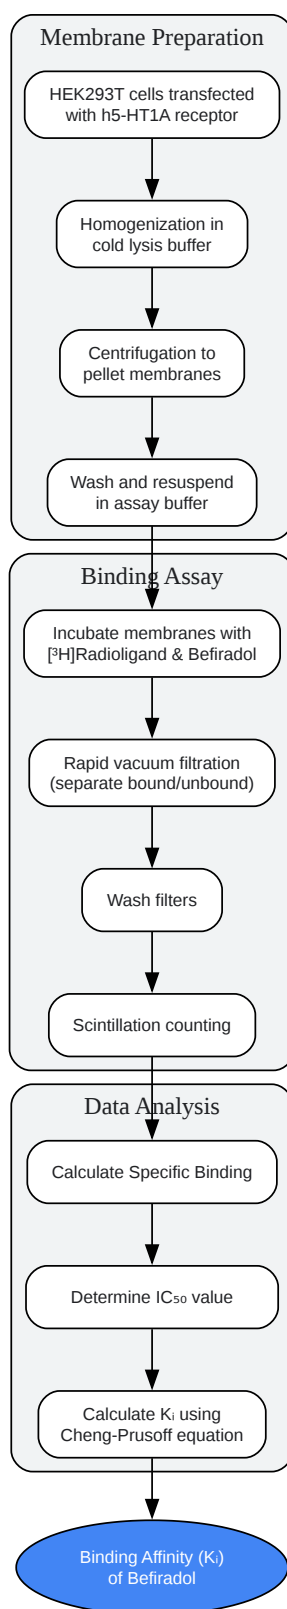 Membrane Preparation
HEK293T cells transfected
with h5-HT1A receptor
Homogenization in
cold lysis buffer
Centrifugation to
pellet membranes
Wash and resuspend
in assay buffer
Binding Assay
Incubate membranes with
[³H]Radioligand & Befiradol
Rapid vacuum filtration
(separate bound/unbound)
Wash filters
Scintillation counting
Data Analysis
Calculate Specific Binding
Determine IC₅₀ value
Calculate Kᵢ using
Cheng-Prusoff equation
Binding Affinity (Kᵢ)
of Befiradol